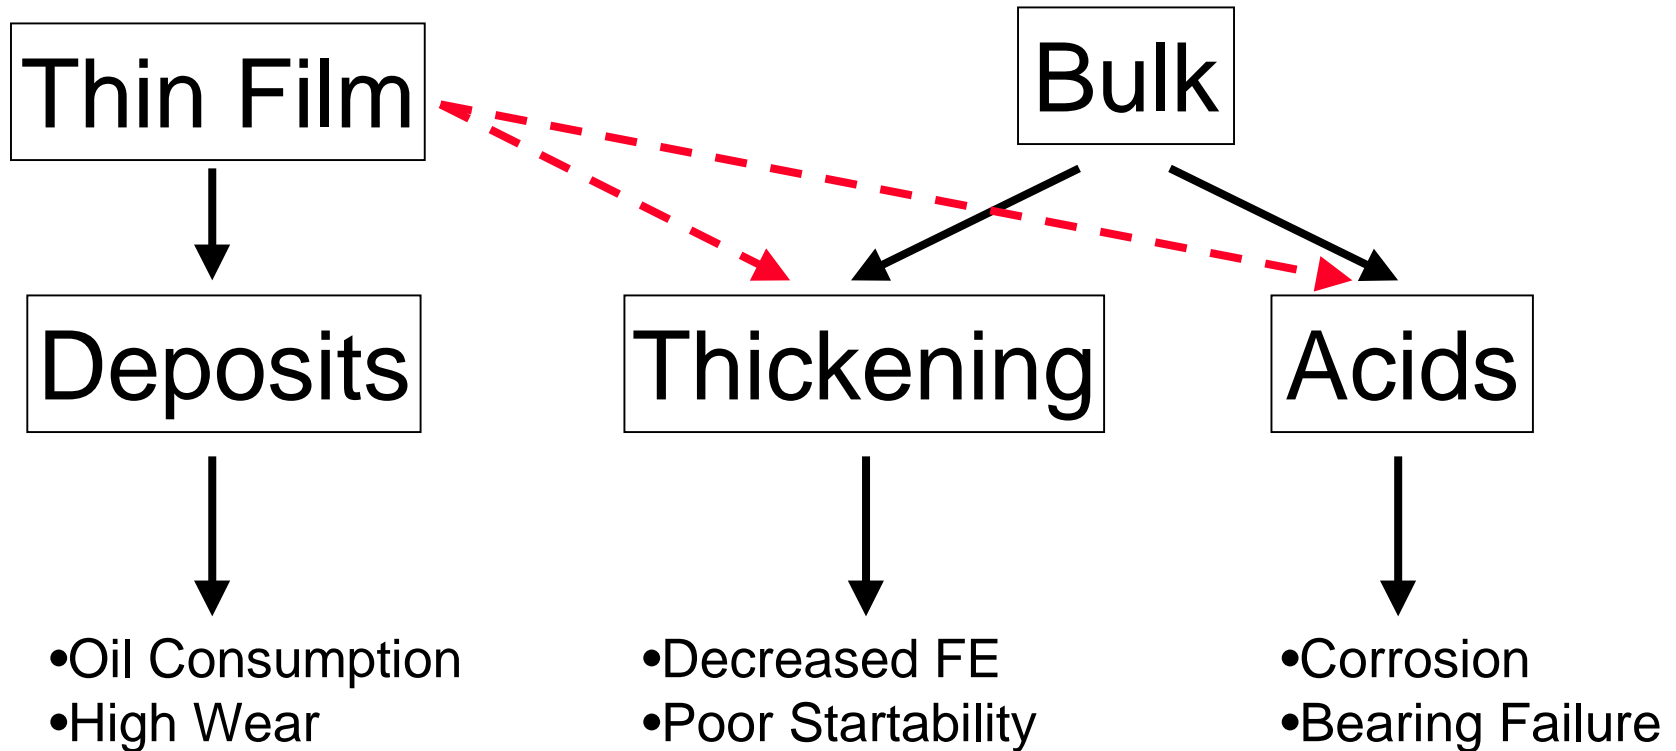 Thin Film
Bulk
Deposits
Thickening
Acids
•Oil Consumption
•High Wear
•Decreased FE
•Poor Startability
•Corrosion
•Bearing Failure